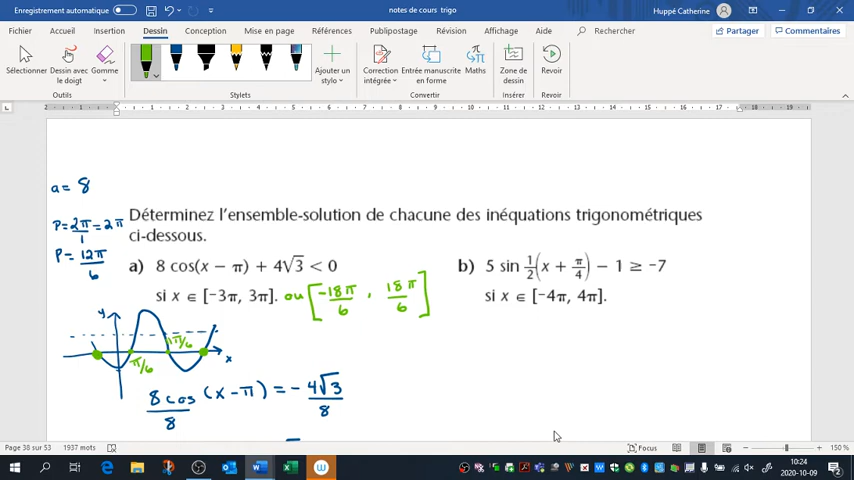 Enregistrement automatique
notes de cours trigo
Huppé Catherine
Fichier Accueil Insertion Dessin Conception Mise en page Références Publipostage Révision Affichage Aide Rechercher Partager Commentaires
Sélectionner Dessin avec le doigt Gomme Ajouter un stylo Correction intégrée Entrée manuscrite en forme Maths Zone de dessin Revoir
Outils Stylets Convertir Insérer Revoir
a = 8
P = 2π/1 = 2π
P = 12π/6
Déterminez l'ensemble-solution de chacune des inéquations trigonométriques
ci-dessous.
a) 8 cos(x − π) + 4√3 < 0
si x ∈ [−3π, 3π]. ou [-18π/6, 18π/6]
b) 5 sin 1/2(x + π/4) − 1 ≥ −7
si x ∈ [−4π, 4π].
y
π/6
11π/6
x
8 cos/8 (x − π) = − 4√3/8
Page 38 sur 53 1937 mots Focus 150 %
10:24
2020-10-09